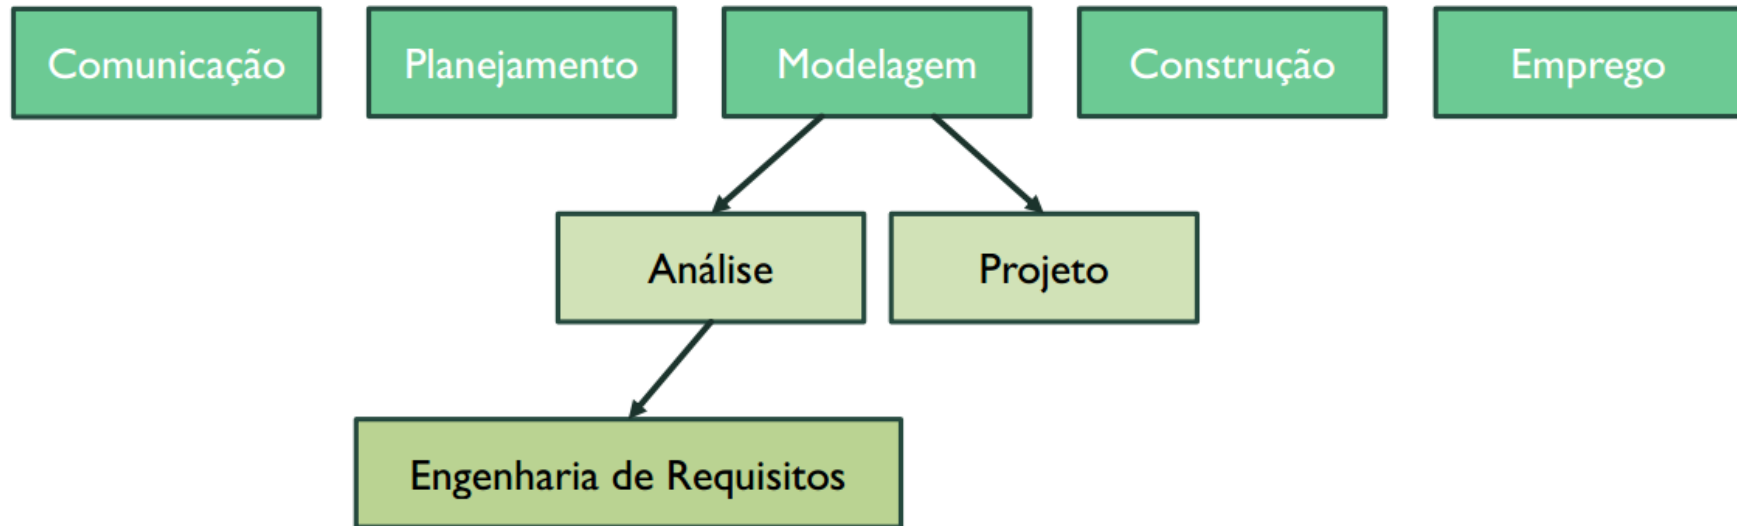 Comunicação
Planejamento
Modelagem
Construção
Emprego
Análise
Projeto
Engenharia de Requisitos